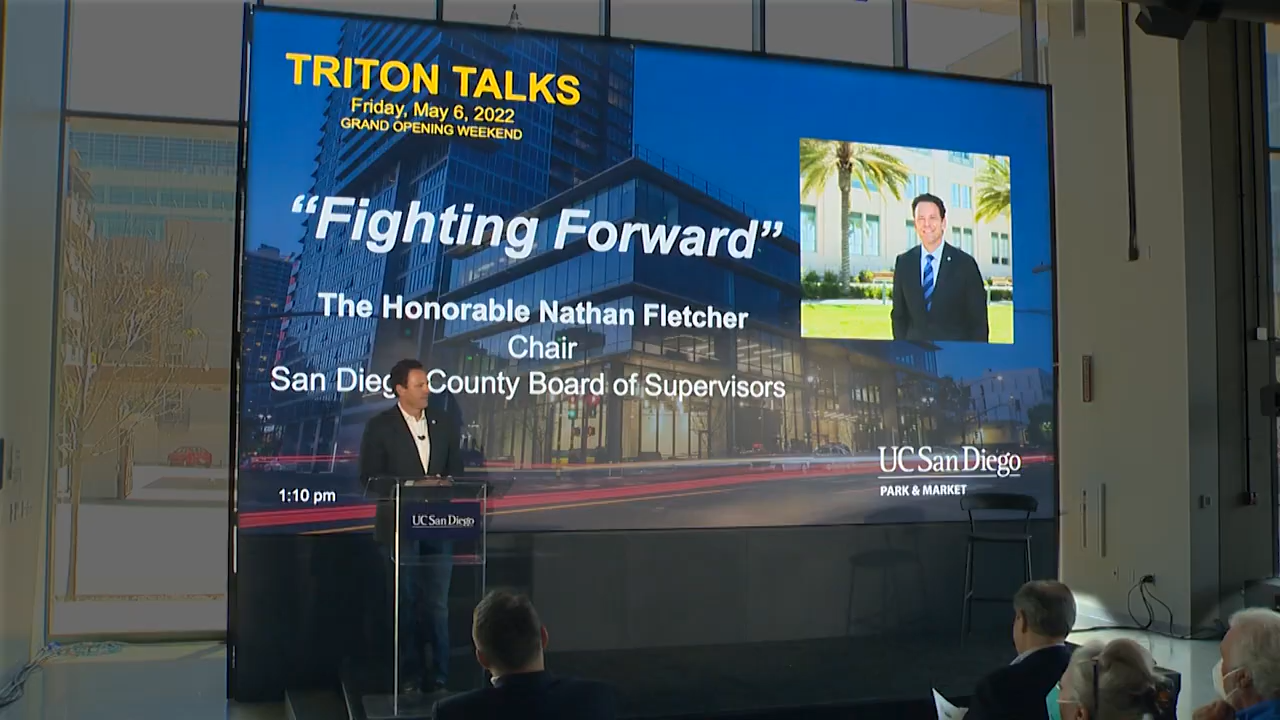 TRITON TALKS
Friday, May 6, 2022
GRAND OPENING WEEKEND
“Fighting Forward”
The Honorable Nathan Fletcher
Chair
San Dieg County Board of Supervisors
1:10 pm
UC San Diego
PARK & MARKET
UC San Diego